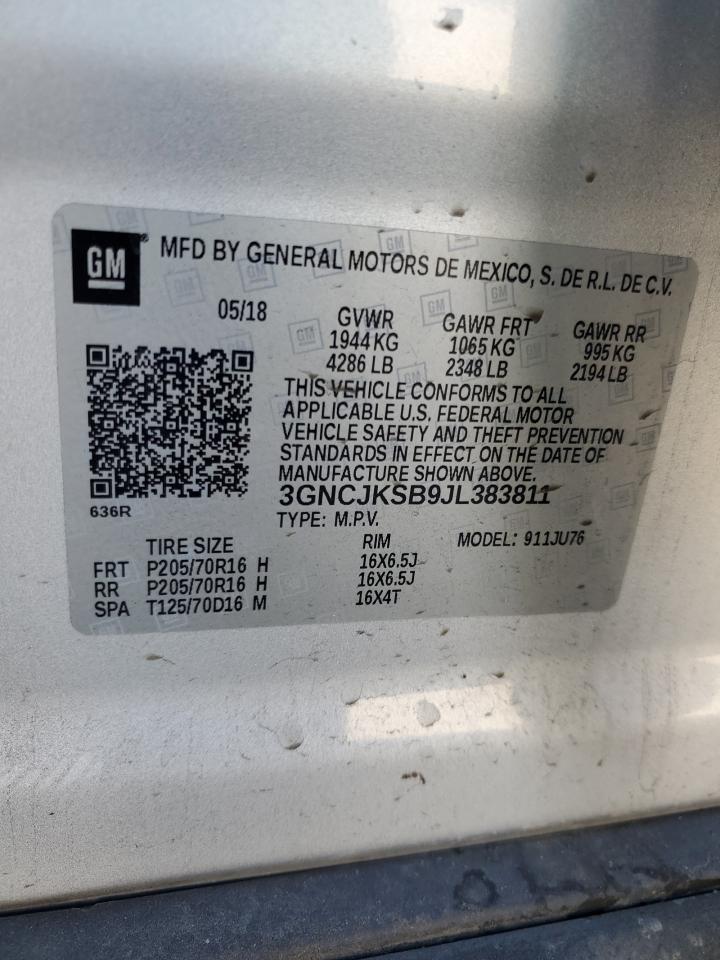 GM® MFD BY GENERAL MOTORS DE MEXICO, S. DE R.L. DE C.V.
05/18 GVWR GAWR FRT GAWR RR
1944 KG 1065 KG 995 KG
4286 LB 2348 LB 2194 LB
THIS VEHICLE CONFORMS TO ALL
APPLICABLE U.S. FEDERAL MOTOR
VEHICLE SAFETY AND THEFT PREVENTION
STANDARDS IN EFFECT ON THE DATE OF
MANUFACTURE SHOWN ABOVE.
3GNCJKSB9JL383811
636R
TYPE: M.P.V. MODEL: 911JU76
TIRE SIZE RIM
FRT P205/70R16 H 16X6.5J
RR P205/70R16 H 16X6.5J
SPA T125/70D16 M 16X4T